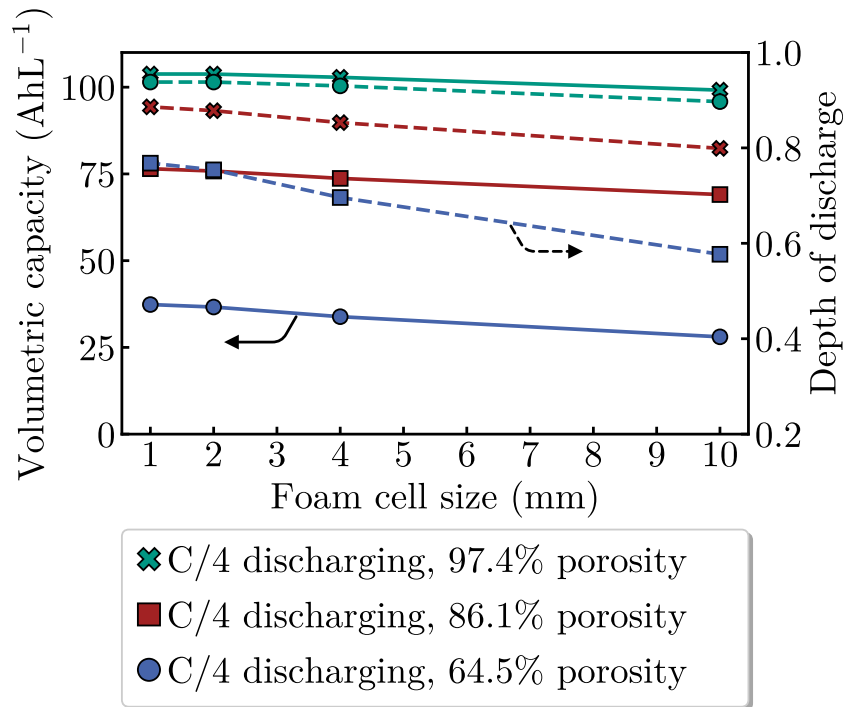 Volumetric capacity (AhL⁻¹)
100
75
50
25
0
1.0
0.8
0.6
0.4
0.2
Depth of discharge
1 2 3 4 5 6 7 8 9 10
Foam cell size (mm)
C/4 discharging, 97.4% porosity
C/4 discharging, 86.1% porosity
C/4 discharging, 64.5% porosity